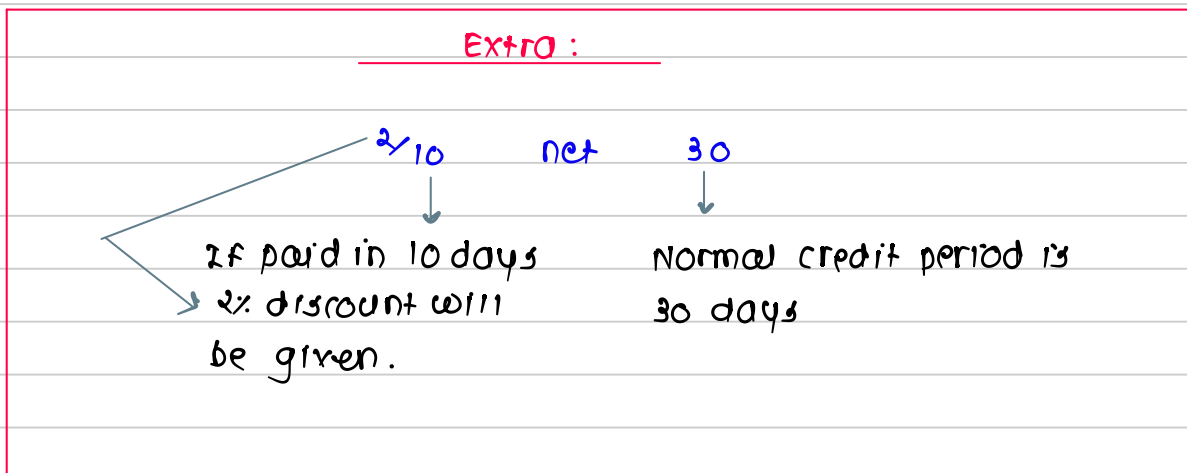 Extra :
2/10 net 30
If paid in 10 days
2% discount will
be given.
Normal credit period is
30 days